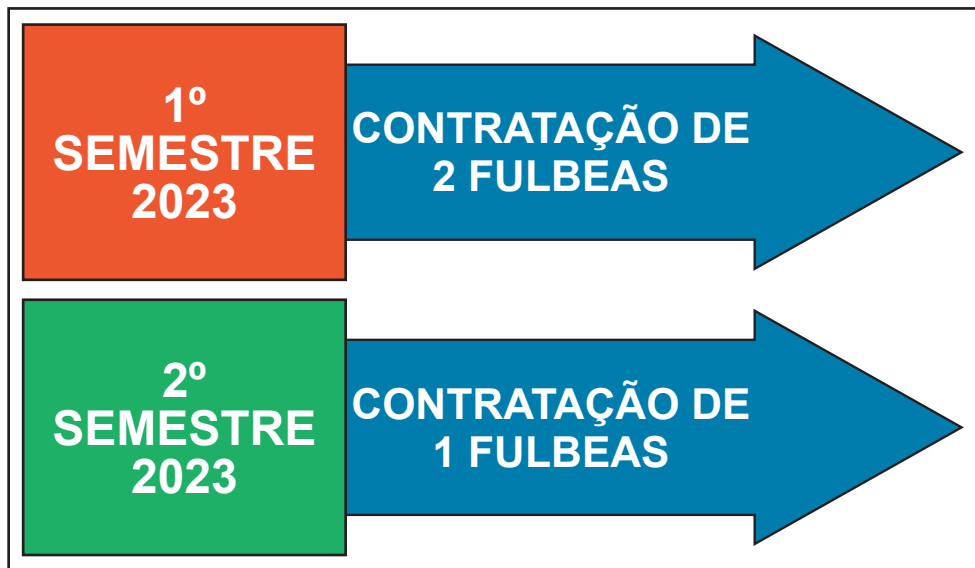 1º
SEMESTRE
2023
CONTRATAÇÃO DE
2 FULBEAS
2º
SEMESTRE
2023
CONTRATAÇÃO DE
1 FULBEAS